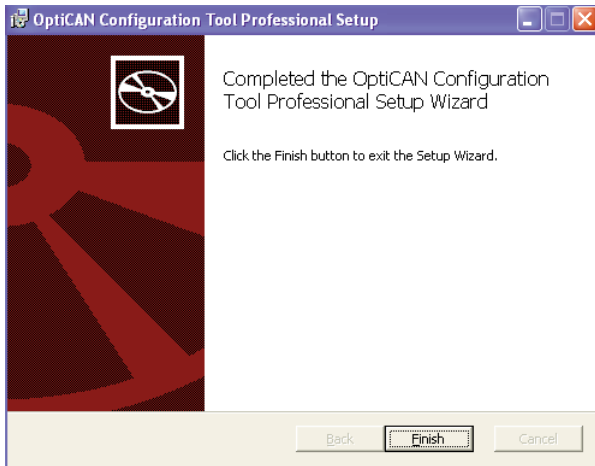 OptiCAN Configuration Tool Professional Setup
Completed the OptiCAN Configuration
Tool Professional Setup Wizard
Click the Finish button to exit the Setup Wizard.
Back
Finish
Cancel